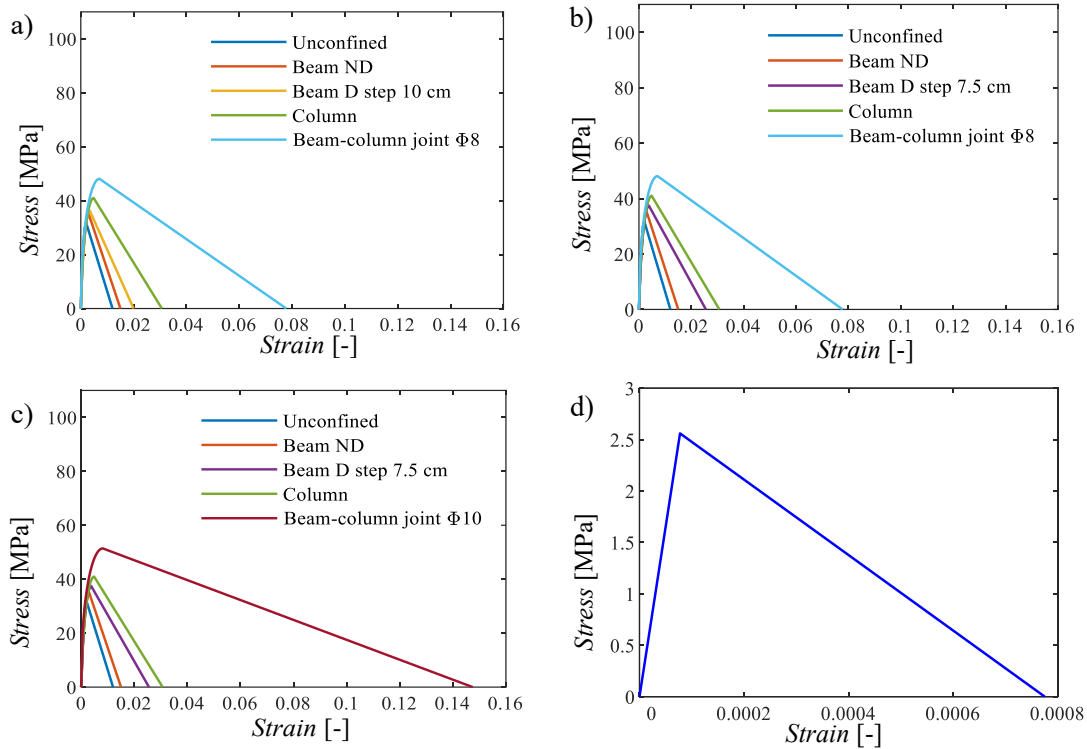 a)
100
80
60
40
20
0
Stress [MPa]
Unconfined
Beam ND
Beam D step 10 cm
Column
Beam-column joint Φ8
0 0.02 0.04 0.06 0.08 0.1 0.12 0.14 0.16
Strain [-]
b)
100
80
60
40
20
0
Stress [MPa]
Unconfined
Beam ND
Beam D step 7.5 cm
Column
Beam-column joint Φ8
0 0.02 0.04 0.06 0.08 0.1 0.12 0.14 0.16
Strain [-]
c)
100
80
60
40
20
0
Stress [MPa]
Unconfined
Beam ND
Beam D step 7.5 cm
Column
Beam-column joint Φ10
0 0.02 0.04 0.06 0.08 0.1 0.12 0.14 0.16
Strain [-]
d)
3
2.5
2
1.5
1
0.5
0
Stress [MPa]
0 0.0002 0.0004 0.0006 0.0008
Strain [-]